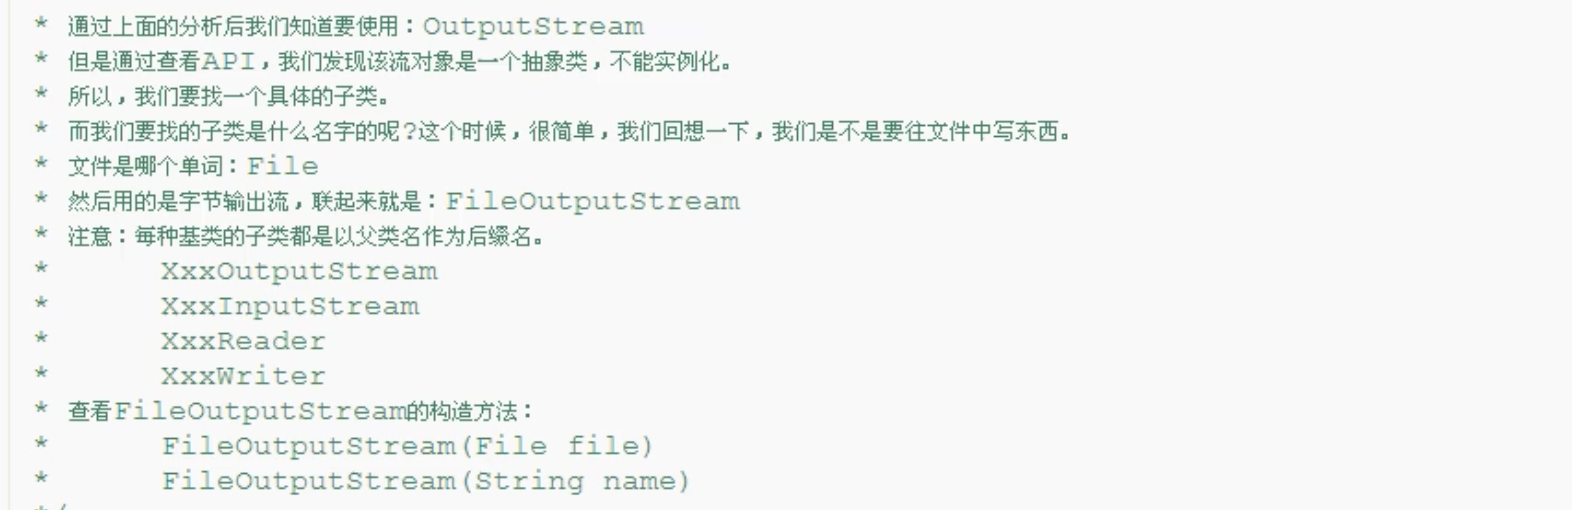 * 通过上面的分析后我们知道要使用：OutputStream
* 但是通过查看API，我们发现该流对象是一个抽象类，不能实例化。
* 所以，我们要找一个具体的子类。
* 而我们要找的子类是什么名字的呢?这个时候，很简单，我们回想一下，我们是不是要往文件中写东西。
* 文件是哪个单词：File
* 然后用的是字节输出流，联起来就是：FileOutputStream
* 注意：每种基类的子类都是以父类名作为后缀名。
* XxxOutputStream
* XxxInputStream
* XxxReader
* XxxWriter
* 查看FileOutputStream的构造方法：
* FileOutputStream(File file)
* FileOutputStream(String name)
*/